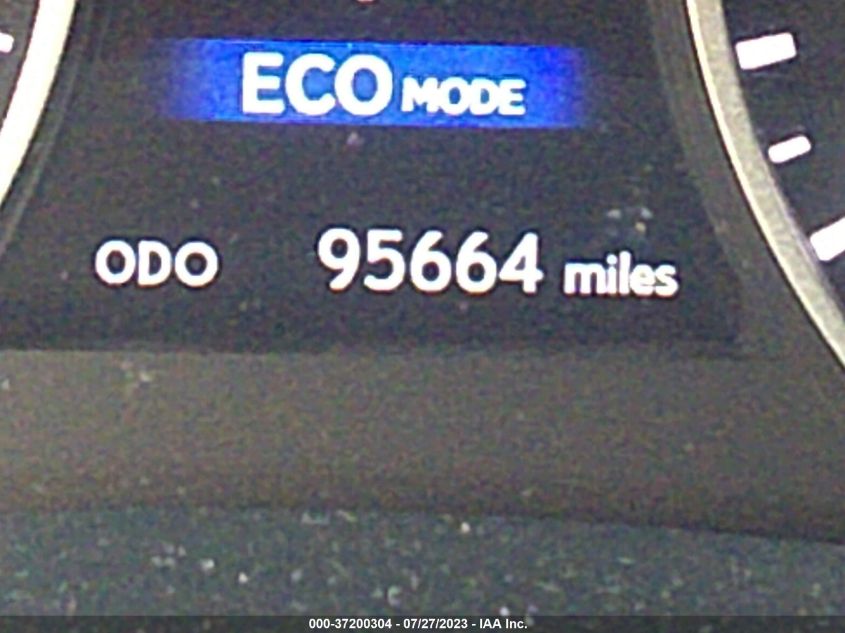 ECO MODE
ODO 95664 miles
000-37200304 - 07/27/2023 - IAA Inc.